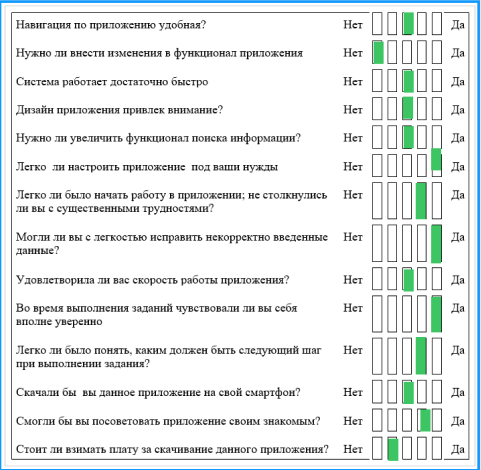 Навигация по приложению удобная? Нет Да
Нужно ли внести изменения в функционал приложения Нет Да
Система работает достаточно быстро Нет Да
Дизайн приложения привлек внимание? Нет Да
Нужно ли увеличить функционал поиска информации? Нет Да
Легко ли настроить приложение под ваши нужды Нет Да
Легко ли было начать работу в приложении; не столкнулись Нет Да
ли вы с существенными трудностями?
Могли ли вы с легкостью исправить некорректно введенные Нет Да
данные?
Удовлетворила ли вас скорость работы приложения? Нет Да
Во время выполнения заданий чувствовали ли вы себя Нет Да
вполне уверенно
Легко ли было понять, каким должен быть следующий шаг Нет Да
при выполнении задания?
Скачали бы вы данное приложение на свой смартфон? Нет Да
Смогли бы вы посоветовать приложение своим знакомым? Нет Да
Стоит ли взимать плату за скачивание данного приложения? Нет Да